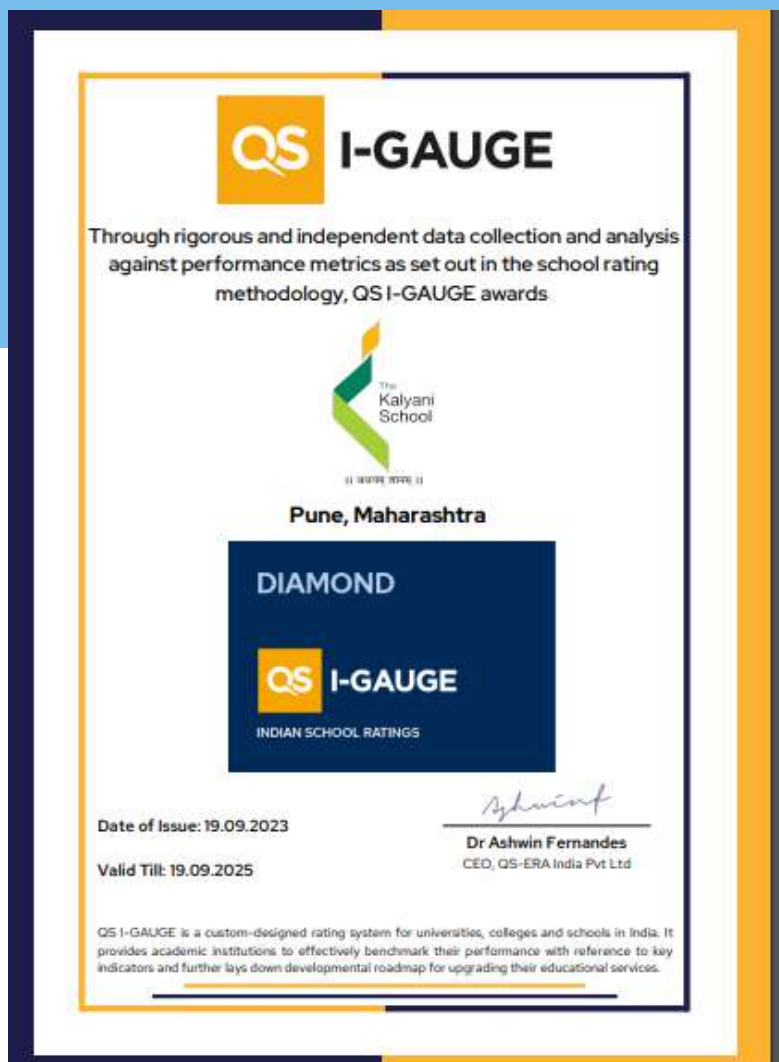 QS I-GAUGE
Through rigorous and independent data collection and analysis
against performance metrics as set out in the school rating
methodology, QS I-GAUGE awards
The
Kalyani
School
Pune, Maharashtra
DIAMOND
QS I-GAUGE
INDIAN SCHOOL RATINGS
Date of Issue: 19.09.2023
Valid Till: 19.09.2025
Dr Ashwin Fernandes
CEO, QS-ERA India Pvt Ltd
QS I-GAUGE is a custom-designed rating system for universities, colleges and schools in India. It
provides academic institutions to effectively benchmark their performance with reference to key
indicators and further lays down developmental roadmap for upgrading their educational services.